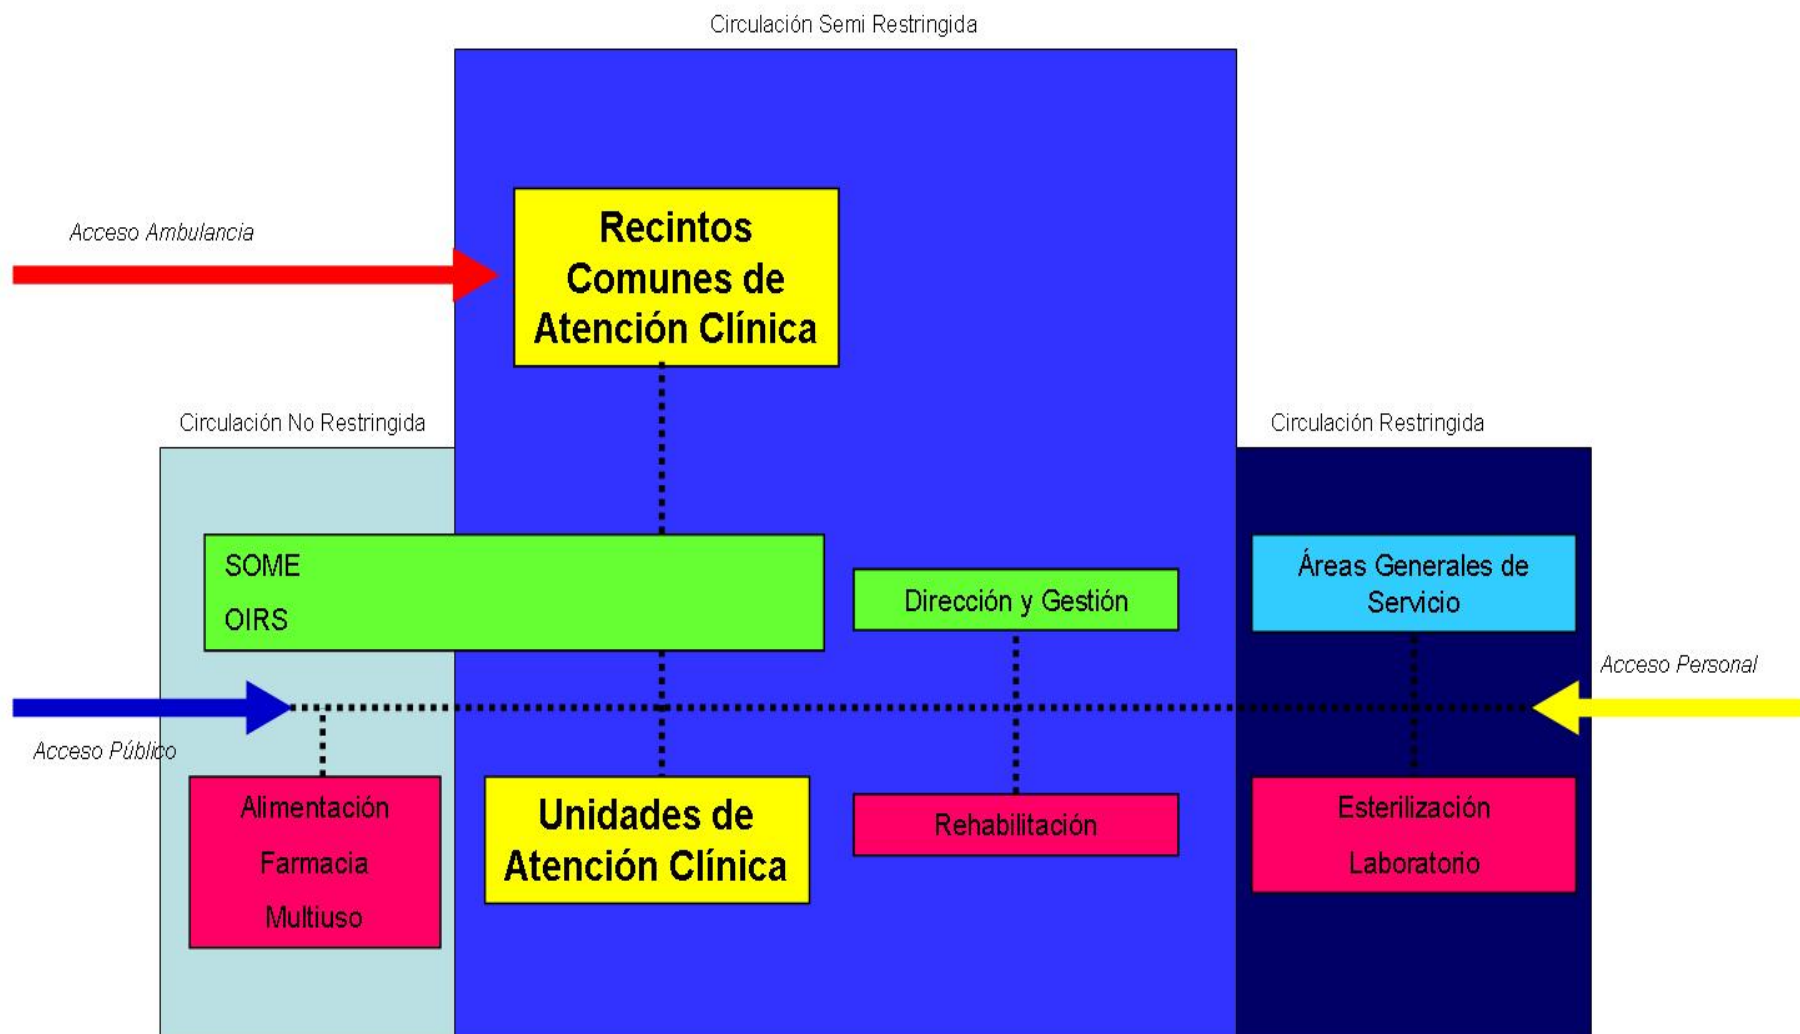 Circulación Semi Restringida
Acceso Ambulancia
Recintos
Comunes de
Atención Clínica
Circulación No Restringida
Circulación Restringida
SOME
OIRS
Dirección y Gestión
Áreas Generales de
Servicio
Acceso Personal
Acceso Público
Alimentación
Farmacia
Multiuso
Unidades de
Atención Clínica
Rehabilitación
Esterilización
Laboratorio